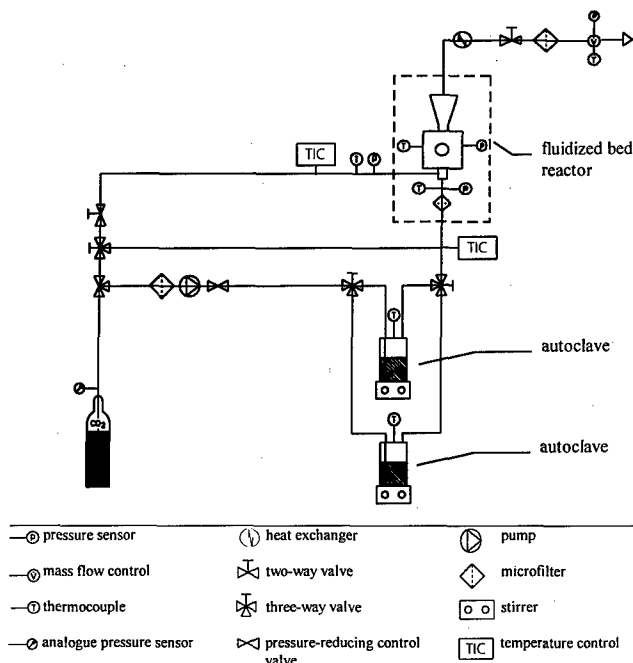 P
V
T
TIC
T P
T
P
T
P
fluidized bed
reactor
TIC
T
autoclave
CO2
T
autoclave
P pressure sensor
heat exchanger
pump
V mass flow control
two-way valve
microfilter
T thermocouple
three-way valve
stirrer
analogue pressure sensor
pressure-reducing control
valve
TIC temperature control